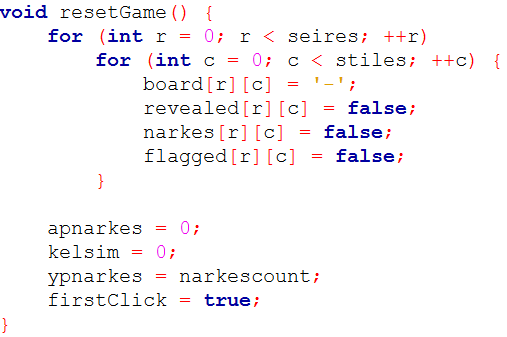 void resetGame() {
    for (int r = 0; r < seires; ++r)
        for (int c = 0; c < stiles; ++c) {
            board[r][c] = '-';
            revealed[r][c] = false;
            narkes[r][c] = false;
            flagged[r][c] = false;
        }

    apnarkes = 0;
    kelsim = 0;
    ypnarkes = narkescount;
    firstClick = true;
}